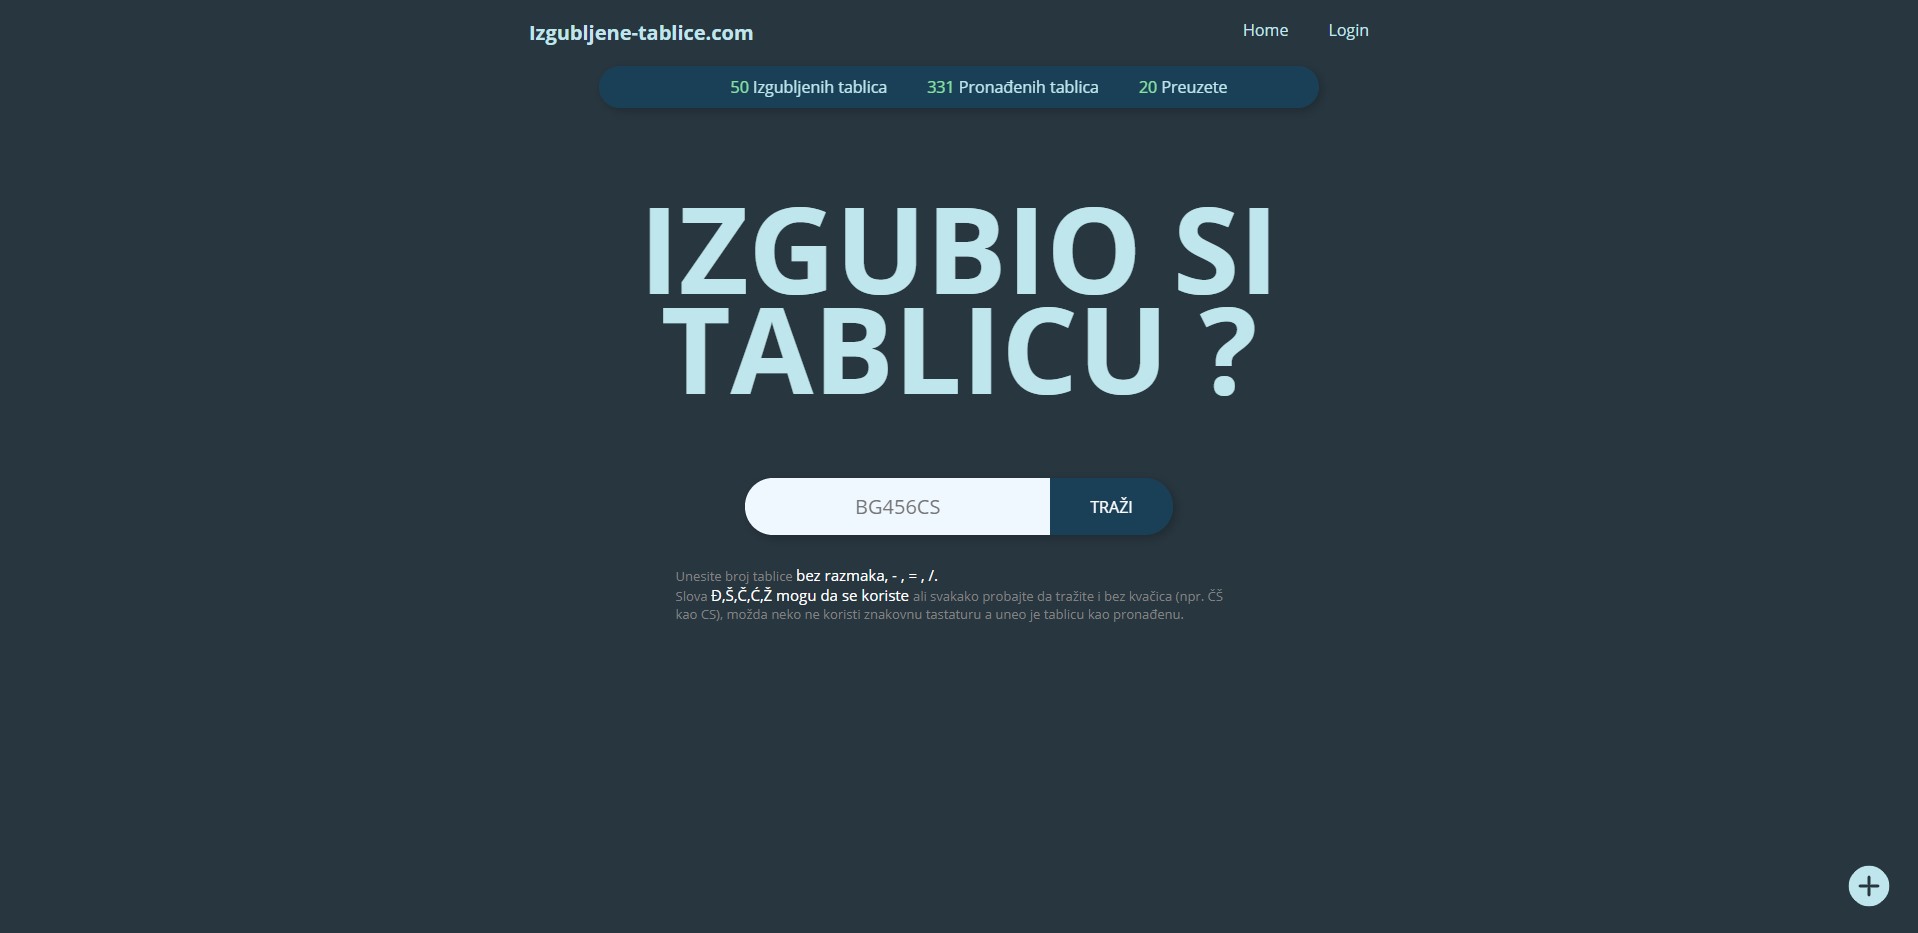 Izgubljene-tablice.com
Home
Login
50 Izgubljenih tablica
331 Pronađenih tablica
20 Preuzete
IZGUBIO SI
TABLICU ?
BG456CS
TRAŽI
Unesite broj tablice bez razmaka, - , = , /.
Slova Đ,Š,Č,Ć,Ž mogu da se koriste ali svakako probajte da tražite i bez kvačica (npr. ČŠ
kao CS), možda neko ne koristi znakovnu tastaturu a uneo je tablicu kao pronađenu.